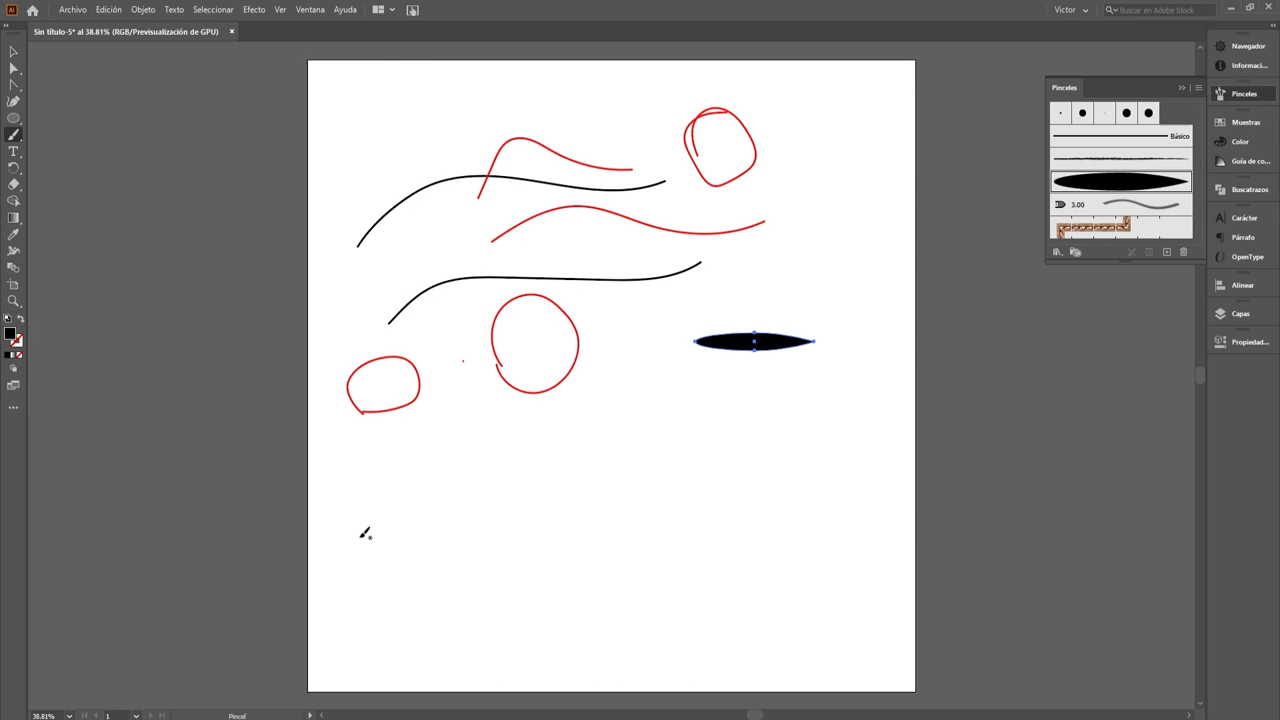 Ai
Archivo Edición Objeto Texto Seleccionar Efecto Ver Ventana Ayuda
Victor
Buscar en Adobe Stock
Sin título-5* al 38.81% (RGB/Previsualización de GPU)
Pinceles
Básico
3.00
Navegador
Informaci...
Pinceles
Muestras
Color
Guía de co...
Buscatrazos
Carácter
Párrafo
OpenType
Alinear
Capas
Propiedad...
38.81%
1
Pincel